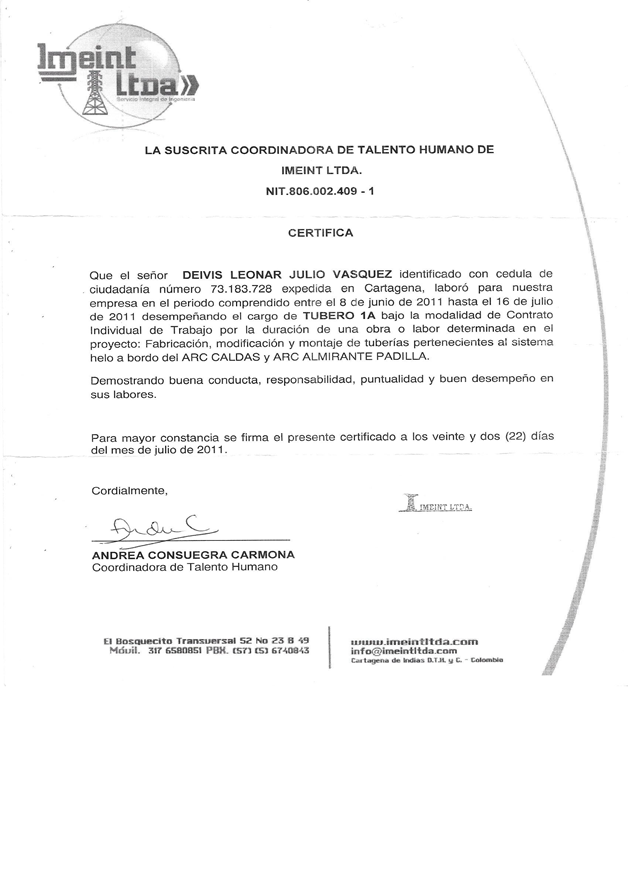 Imeint
Ltda
Servicio Integral de Ingeniería
LA SUSCRITA COORDINADORA DE TALENTO HUMANO DE
IMEINT LTDA.
NIT.806.002.409 - 1
CERTIFICA
Que el señor DEIVIS LEONAR JULIO VASQUEZ identificado con cedula de
ciudadanía número 73.183.728 expedida en Cartagena, laboró para nuestra
empresa en el periodo comprendido entre el 8 de junio de 2011 hasta el 16 de julio
de 2011 desempeñando el cargo de TUBERO 1A bajo la modalidad de Contrato
Individual de Trabajo por la duración de una obra o labor determinada en el
proyecto: Fabricación, modificación y montaje de tuberías pertenecientes al sistema
helo a bordo del ARC CALDAS y ARC ALMIRANTE PADILLA.
Demostrando buena conducta, responsabilidad, puntualidad y buen desempeño en
sus labores.
Para mayor constancia se firma el presente certificado a los veinte y dos (22) días
del mes de julio de 2011.
Cordialmente,
IMEINT LTDA.
Andrea C
ANDREA CONSUEGRA CARMONA
Coordinadora de Talento Humano
El Bosquecito Transversal 52 No 23 B 49
Móvil. 317 6580851 PBX. (57) (5) 6740843
www.imeintltda.com
info@imeintltda.com
Cartagena de Indias D.T.H. y C. - Colombia